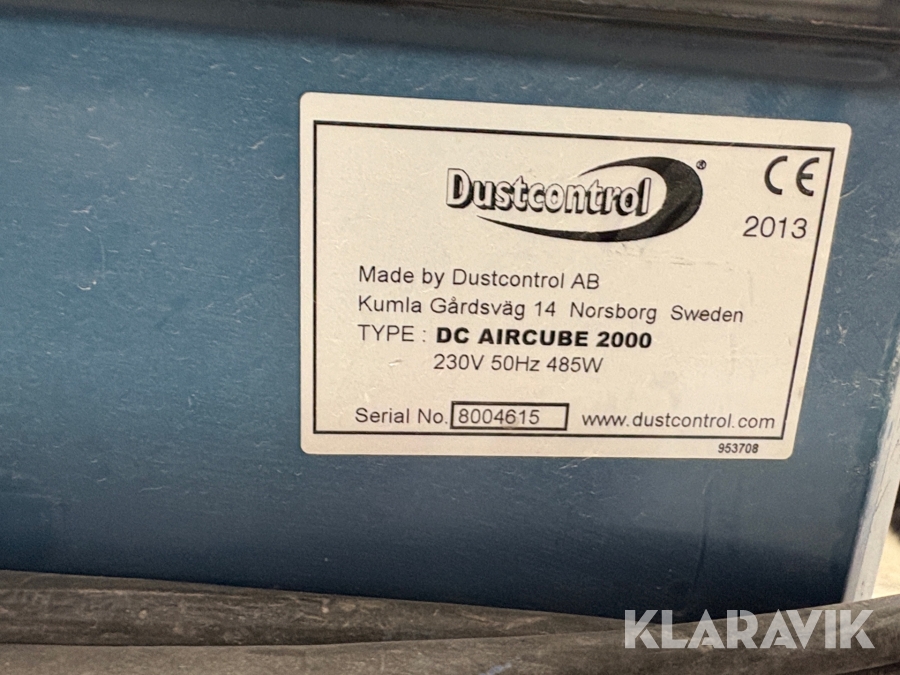 Dustcontrol®
CE
2013
Made by Dustcontrol AB
Kumla Gårdsväg 14 Norsborg Sweden
TYPE : DC AIRCUBE 2000
230V 50Hz 485W
Serial No. 8004615 www.dustcontrol.com
953708
KLARAVIK